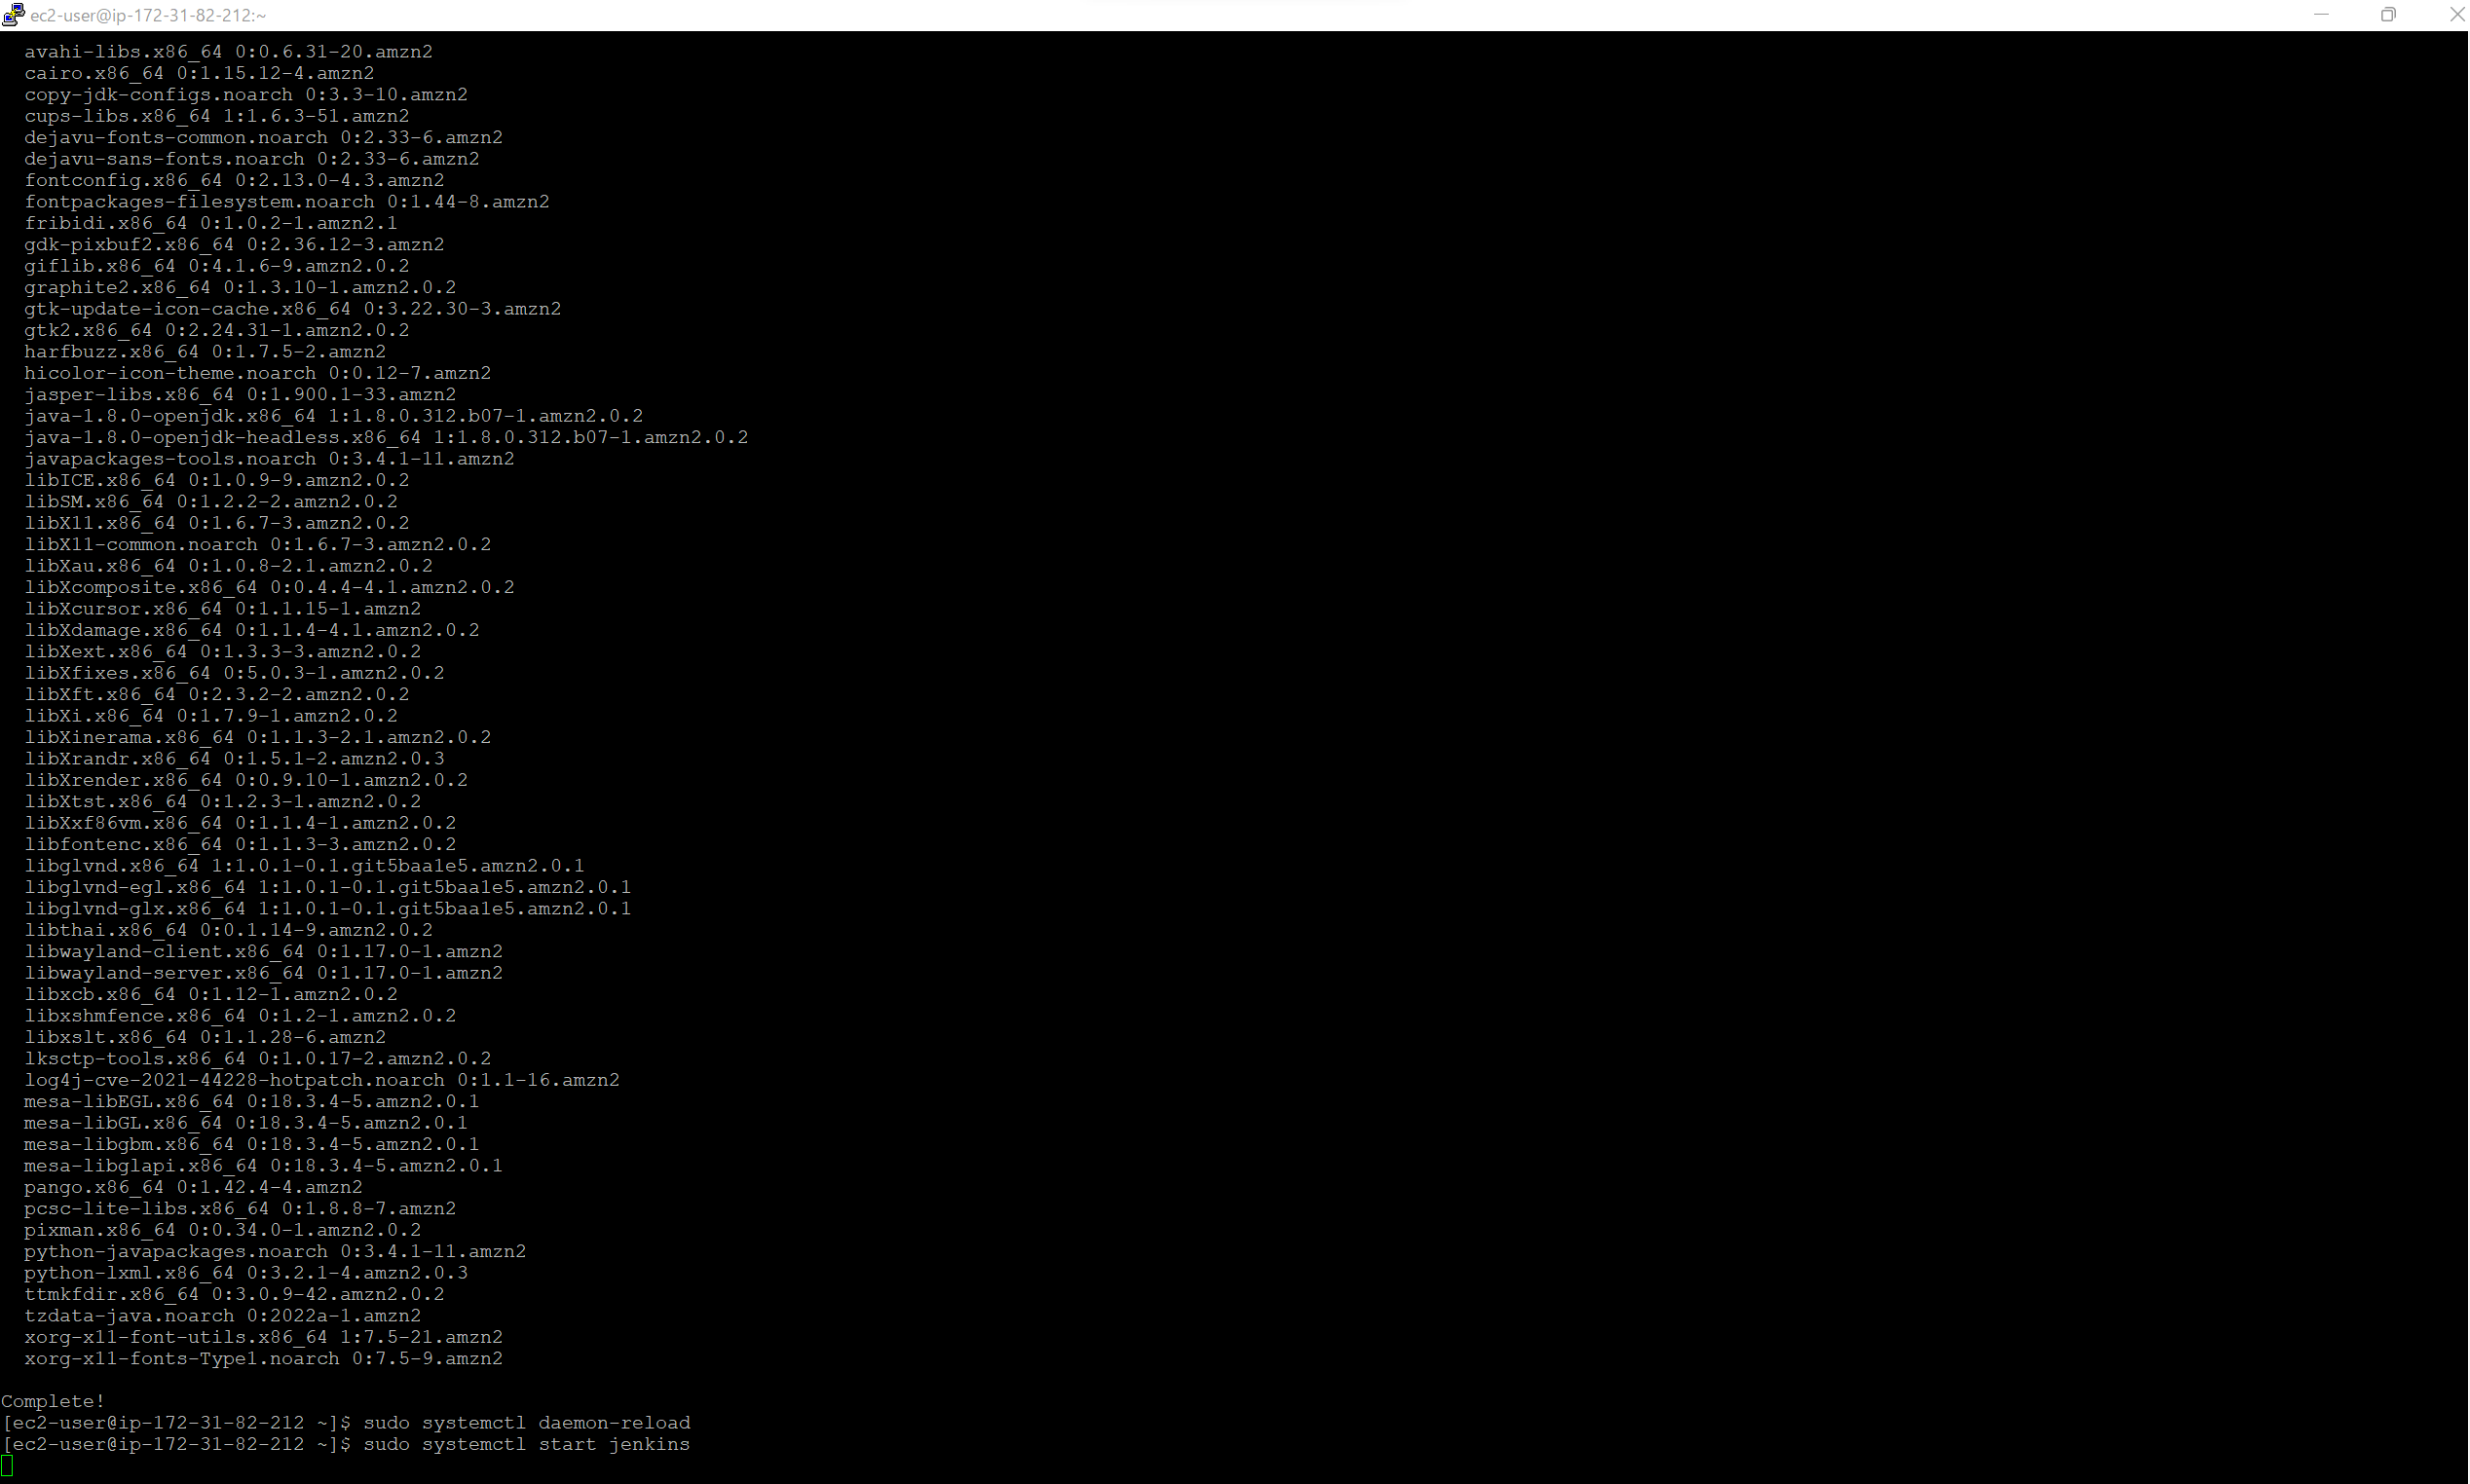 ec2-user@ip-172-31-82-212:~
avahi-libs.x86_64 0:0.6.31-20.amzn2
cairo.x86_64 0:1.15.12-4.amzn2
copy-jdk-configs.noarch 0:3.3-10.amzn2
cups-libs.x86_64 1:1.6.3-51.amzn2
dejavu-fonts-common.noarch 0:2.33-6.amzn2
dejavu-sans-fonts.noarch 0:2.33-6.amzn2
fontconfig.x86_64 0:2.13.0-4.3.amzn2
fontpackages-filesystem.noarch 0:1.44-8.amzn2
fribidi.x86_64 0:1.0.2-1.amzn2.1
gdk-pixbuf2.x86_64 0:2.36.12-3.amzn2
giflib.x86_64 0:4.1.6-9.amzn2.0.2
graphite2.x86_64 0:1.3.10-1.amzn2.0.2
gtk-update-icon-cache.x86_64 0:3.22.30-3.amzn2
gtk2.x86_64 0:2.24.31-1.amzn2.0.2
harfbuzz.x86_64 0:1.7.5-2.amzn2
hicolor-icon-theme.noarch 0:0.12-7.amzn2
jasper-libs.x86_64 0:1.900.1-33.amzn2
java-1.8.0-openjdk.x86_64 1:1.8.0.312.b07-1.amzn2.0.2
java-1.8.0-openjdk-headless.x86_64 1:1.8.0.312.b07-1.amzn2.0.2
javapackages-tools.noarch 0:3.4.1-11.amzn2
libICE.x86_64 0:1.0.9-9.amzn2.0.2
libSM.x86_64 0:1.2.2-2.amzn2.0.2
libX11.x86_64 0:1.6.7-3.amzn2.0.2
libX11-common.noarch 0:1.6.7-3.amzn2.0.2
libXau.x86_64 0:1.0.8-2.1.amzn2.0.2
libXcomposite.x86_64 0:0.4.4-4.1.amzn2.0.2
libXcursor.x86_64 0:1.1.15-1.amzn2
libXdamage.x86_64 0:1.1.4-4.1.amzn2.0.2
libXext.x86_64 0:1.3.3-3.amzn2.0.2
libXfixes.x86_64 0:5.0.3-1.amzn2.0.2
libXft.x86_64 0:2.3.2-2.amzn2.0.2
libXi.x86_64 0:1.7.9-1.amzn2.0.2
libXinerama.x86_64 0:1.1.3-2.1.amzn2.0.2
libXrandr.x86_64 0:1.5.1-2.amzn2.0.3
libXrender.x86_64 0:0.9.10-1.amzn2.0.2
libXtst.x86_64 0:1.2.3-1.amzn2.0.2
libXxf86vm.x86_64 0:1.1.4-1.amzn2.0.2
libfontenc.x86_64 0:1.1.3-3.amzn2.0.2
libglvnd.x86_64 1:1.0.1-0.1.git5baa1e5.amzn2.0.1
libglvnd-egl.x86_64 1:1.0.1-0.1.git5baa1e5.amzn2.0.1
libglvnd-glx.x86_64 1:1.0.1-0.1.git5baa1e5.amzn2.0.1
libthai.x86_64 0:0.1.14-9.amzn2.0.2
libwayland-client.x86_64 0:1.17.0-1.amzn2
libwayland-server.x86_64 0:1.17.0-1.amzn2
libxcb.x86_64 0:1.12-1.amzn2.0.2
libxshmfence.x86_64 0:1.2-1.amzn2.0.2
libxslt.x86_64 0:1.1.28-6.amzn2
lksctp-tools.x86_64 0:1.0.17-2.amzn2.0.2
log4j-cve-2021-44228-hotpatch.noarch 0:1.1-16.amzn2
mesa-libEGL.x86_64 0:18.3.4-5.amzn2.0.1
mesa-libGL.x86_64 0:18.3.4-5.amzn2.0.1
mesa-libgbm.x86_64 0:18.3.4-5.amzn2.0.1
mesa-libglapi.x86_64 0:18.3.4-5.amzn2.0.1
pango.x86_64 0:1.42.4-4.amzn2
pcsc-lite-libs.x86_64 0:1.8.8-7.amzn2
pixman.x86_64 0:0.34.0-1.amzn2.0.2
python-javapackages.noarch 0:3.4.1-11.amzn2
python-lxml.x86_64 0:3.2.1-4.amzn2.0.3
ttmkfdir.x86_64 0:3.0.9-42.amzn2.0.2
tzdata-java.noarch 0:2022a-1.amzn2
xorg-x11-font-utils.x86_64 1:7.5-21.amzn2
xorg-x11-fonts-Type1.noarch 0:7.5-9.amzn2
Complete!
[ec2-user@ip-172-31-82-212 ~]$ sudo systemctl daemon-reload
[ec2-user@ip-172-31-82-212 ~]$ sudo systemctl start jenkins